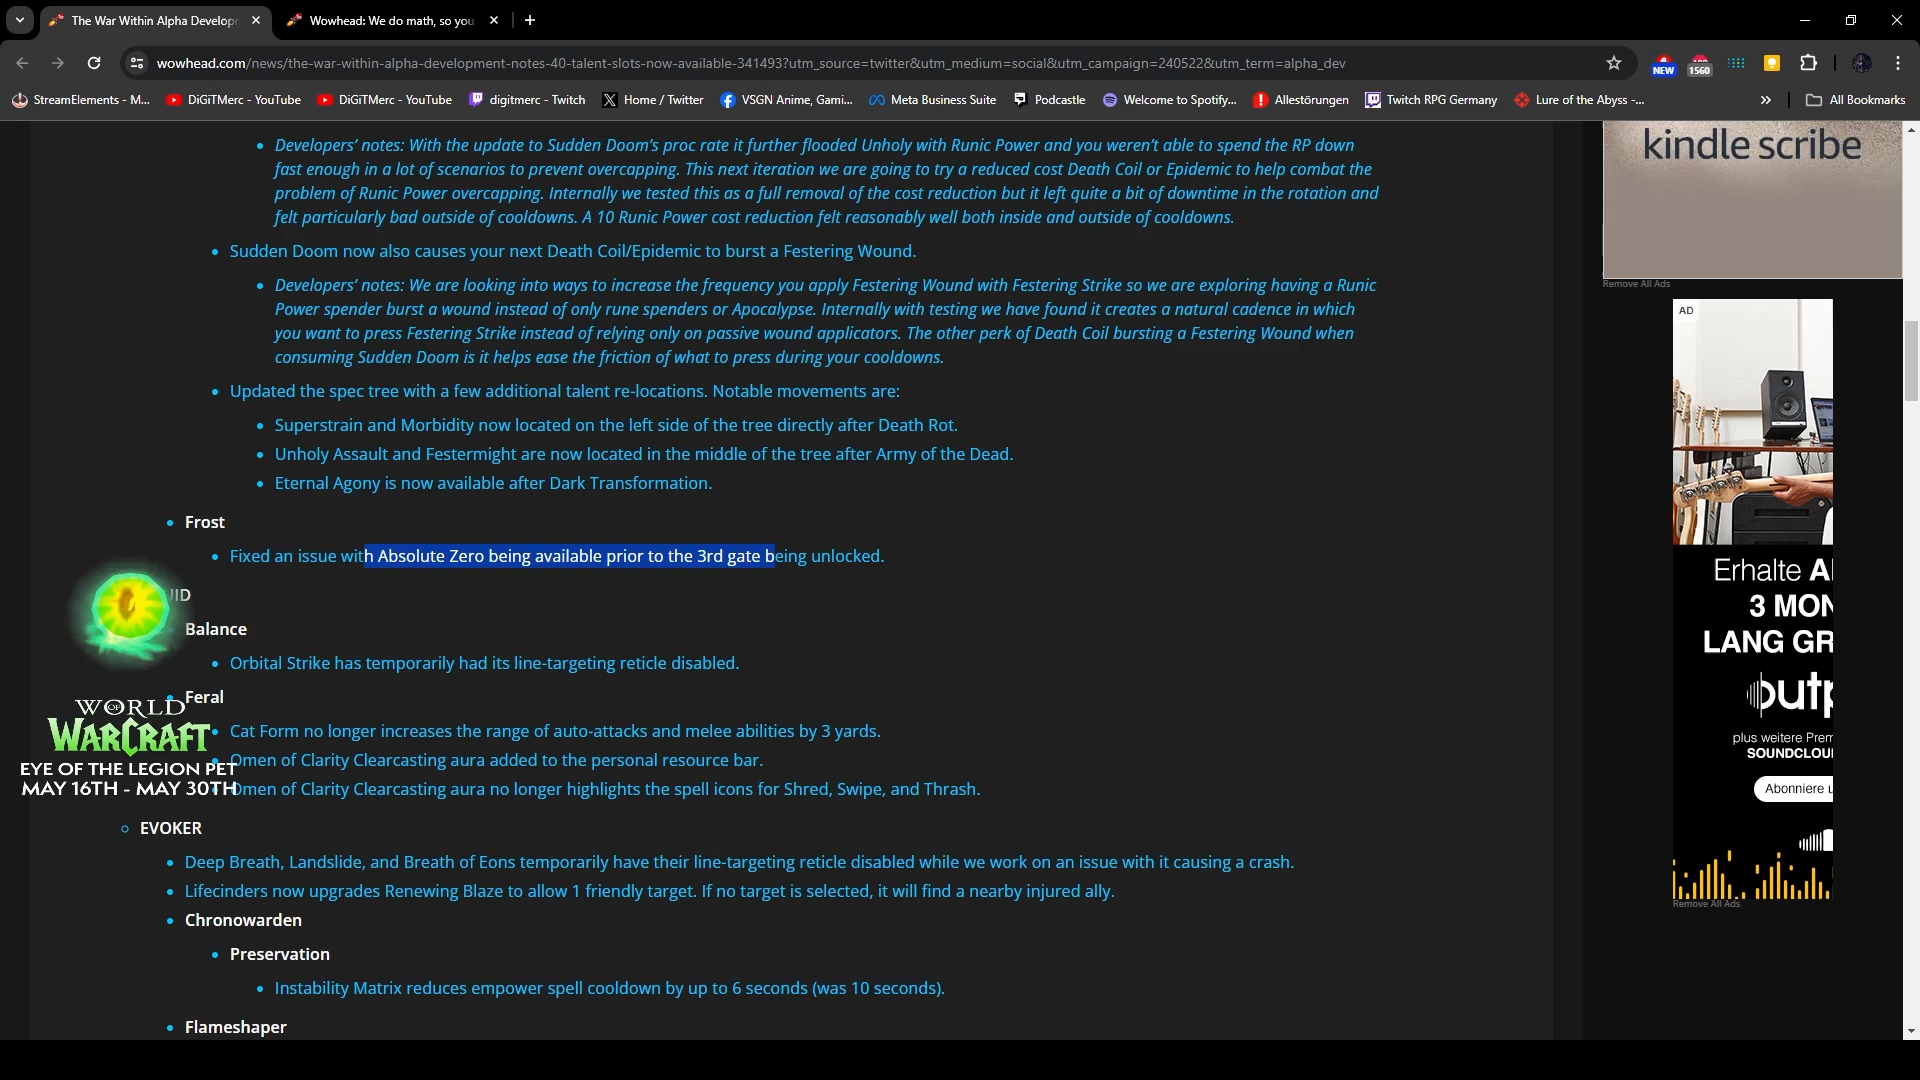 The War Within Alpha Develop
Wowhead: We do math, so you
wowhead.com/news/the-war-within-alpha-development-notes-40-talent-slots-now-available-341493?utm_source=twitter&utm_medium=social&utm_campaign=240522&utm_term=alpha_dev
NEW
1560
StreamElements - M...
DiGiTMerc - YouTube
DiGiTMerc - YouTube
digitmerc - Twitch
Home / Twitter
VSGN Anime, Gami...
Meta Business Suite
Podcastle
Welcome to Spotify...
Allestörungen
Twitch RPG Germany
Lure of the Abyss -...
All Bookmarks
Developers' notes: With the update to Sudden Doom's proc rate it further flooded Unholy with Runic Power and you weren't able to spend the RP down
fast enough in a lot of scenarios to prevent overcapping. This next iteration we are going to try a reduced cost Death Coil or Epidemic to help combat the
problem of Runic Power overcapping. Internally we tested this as a full removal of the cost reduction but it left quite a bit of downtime in the rotation and
felt particularly bad outside of cooldowns. A 10 Runic Power cost reduction felt reasonably well both inside and outside of cooldowns.
Sudden Doom now also causes your next Death Coil/Epidemic to burst a Festering Wound.
Developers' notes: We are looking into ways to increase the frequency you apply Festering Wound with Festering Strike so we are exploring having a Runic
Power spender burst a wound instead of only rune spenders or Apocalypse. Internally with testing we have found it creates a natural cadence in which
you want to press Festering Strike instead of relying only on passive wound applicators. The other perk of Death Coil bursting a Festering Wound when
consuming Sudden Doom is it helps ease the friction of what to press during your cooldowns.
Updated the spec tree with a few additional talent re-locations. Notable movements are:
Superstrain and Morbidity now located on the left side of the tree directly after Death Rot.
Unholy Assault and Festermight are now located in the middle of the tree after Army of the Dead.
Eternal Agony is now available after Dark Transformation.
Frost
Fixed an issue with Absolute Zero being available prior to the 3rd gate being unlocked.
UID
Balance
Orbital Strike has temporarily had its line-targeting reticle disabled.
Feral
Cat Form no longer increases the range of auto-attacks and melee abilities by 3 yards.
Omen of Clarity Clearcasting aura added to the personal resource bar.
Omen of Clarity Clearcasting aura no longer highlights the spell icons for Shred, Swipe, and Thrash.
WORLD
OF
WARCRAFT
EYE OF THE LEGION PET
MAY 16TH - MAY 30TH
EVOKER
Deep Breath, Landslide, and Breath of Eons temporarily have their line-targeting reticle disabled while we work on an issue with it causing a crash.
Lifecinders now upgrades Renewing Blaze to allow 1 friendly target. If no target is selected, it will find a nearby injured ally.
Chronowarden
Preservation
Instability Matrix reduces empower spell cooldown by up to 6 seconds (was 10 seconds).
Flameshaper
kindle scribe
Remove All Ads
AD
Erhalte A
3 MON
LANG GR
outp
plus weitere Prem
SOUNDCLOU
Abonniere u
Remove All Ads